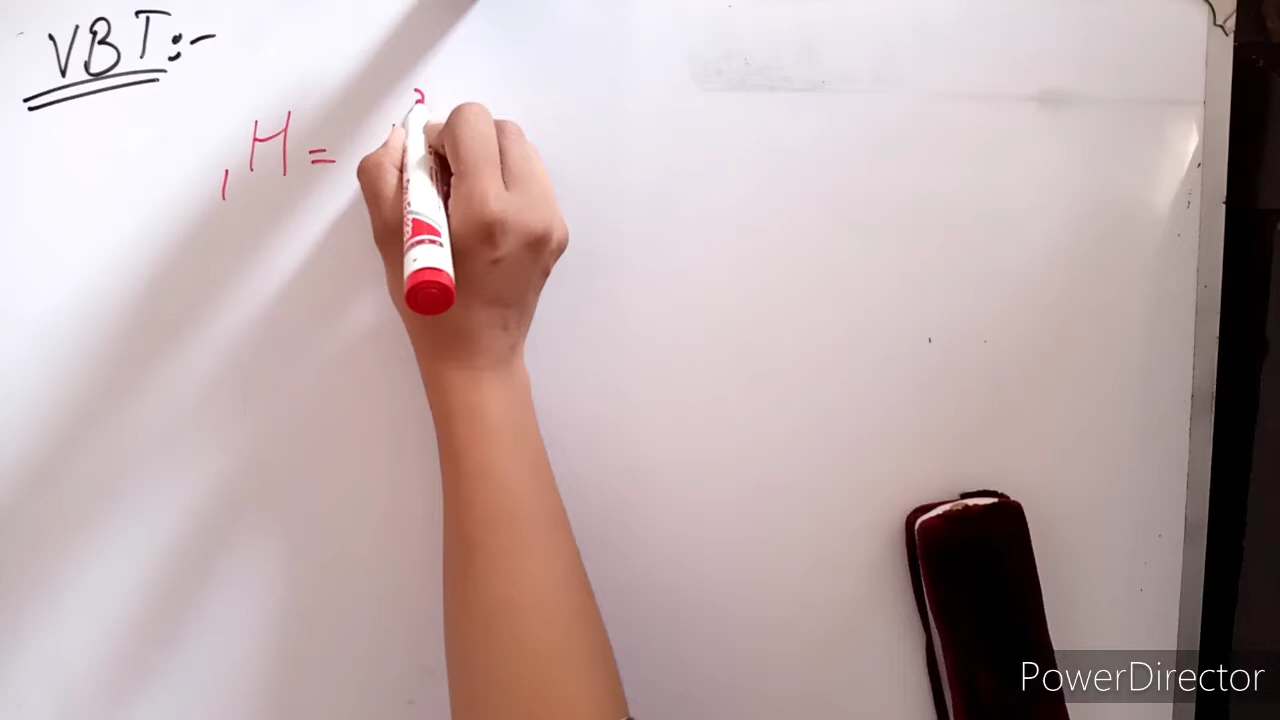 VBT:-
₁H =
PowerDirector